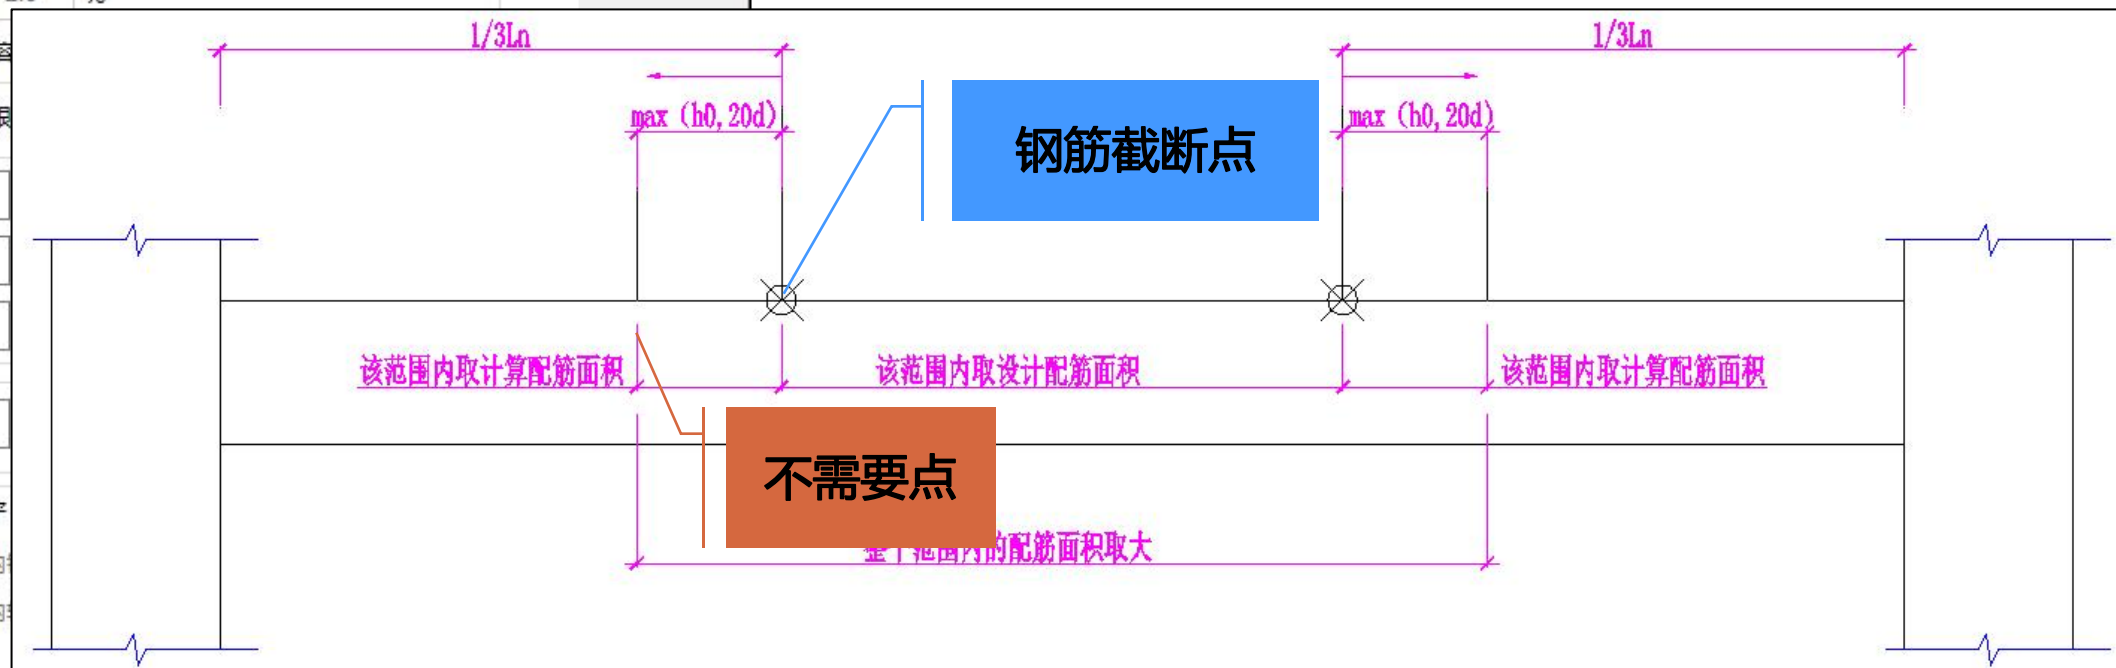 1/3Ln
1/3Ln
max (h0,20d)
max (h0,20d)
钢筋截断点
该范围内取计算配筋面积
该范围内取设计配筋面积
该范围内取计算配筋面积
不需要点
整个范围内的配筋面积取大